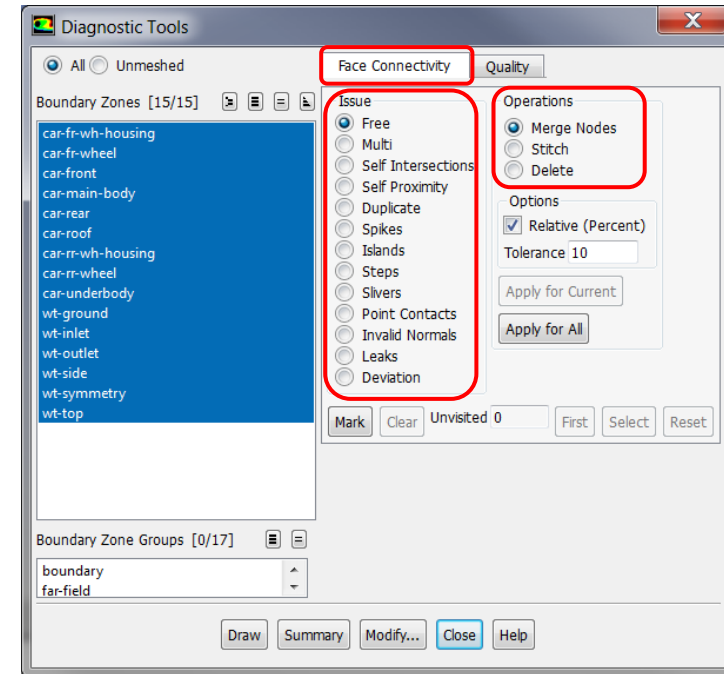 Diagnostic Tools
All Unmeshed
Boundary Zones [15/15]
car-fr-wh-housing
car-fr-wheel
car-front
car-main-body
car-rear
car-roof
car-rr-wh-housing
car-rr-wheel
car-underbody
wt-ground
wt-inlet
wt-outlet
wt-side
wt-symmetry
wt-top
Boundary Zone Groups [0/17]
boundary
far-field
Face Connectivity Quality
Issue
Free
Multi
Self Intersections
Self Proximity
Duplicate
Spikes
Islands
Steps
Slivers
Point Contacts
Invalid Normals
Leaks
Deviation
Operations
Merge Nodes
Stitch
Delete
Options
Relative (Percent)
Tolerance 10
Apply for Current
Apply for All
Mark Clear Unvisited 0 First Select Reset
Draw Summary Modify... Close Help